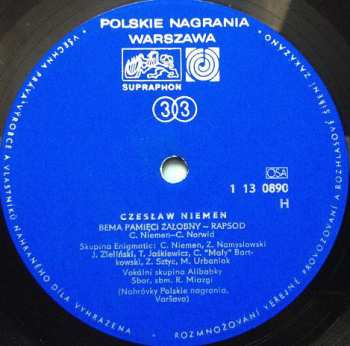 POLSKIE NAGRANIA
WARSZAWA
SUPRAPHON
33
OSA
1 13 0890
H
CZESŁAW NIEMEN
BEMA PAMIĘCI ŻAŁOBNY – RAPSOD
C. Niemen–C. Norwid
Skupina Enigmatic: C. Niemen, Z. Namysłowski
J. Zieliński, T. Jaśkiewicz, C. "Mały" Bart-
kowski, Z. Sztyc, M. Urbaniak
Vokální skupina Alibabky
Sbor, sbm. R. Miazgi
(Nahrávky Polskie nagrania,
Varšava)
• VŠECHNA PRÁVA VÝROBCE A VLASTNÍKŮ NAHRANÉHO DÍLA VYHRAZENA • ROZMNOŽOVÁNÍ VEŘEJNÉ PROVOZOVÁNÍ A ROZHLASOVÉ ŠÍŘENÍ ZAKÁZÁNO •